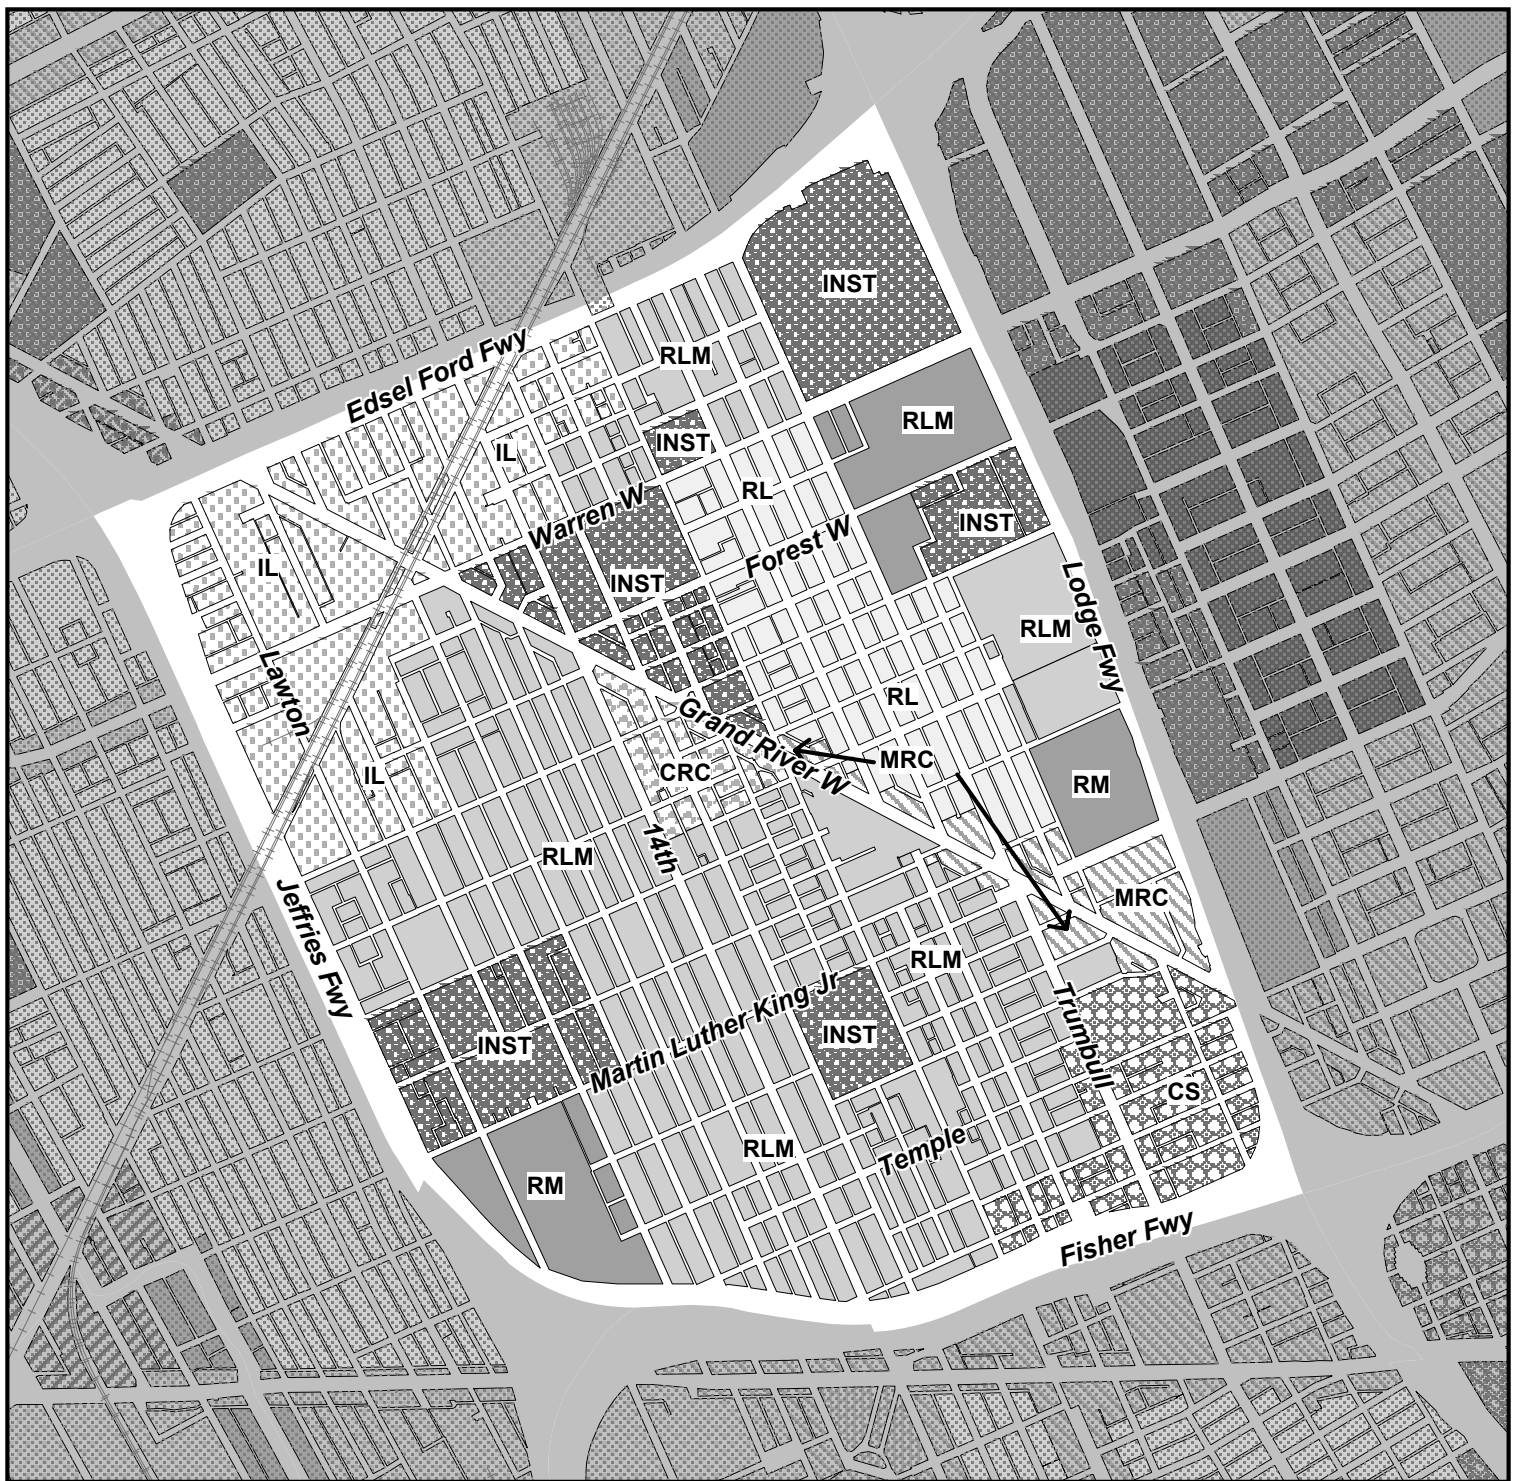 INST
Edsel Ford Fwy
RLM
RLM
INST
IL
RL
Warren W
INST
Forest W
IL
INST
Lodge Fwy
RLM
Lawton
RL
Grand River W
MRC
CRC
IL
RM
14th
RLM
MRC
Jeffries Fwy
RLM
Martin Luther King Jr
INST
INST
Trumbull
CS
RLM
Temple
RM
Fisher Fwy